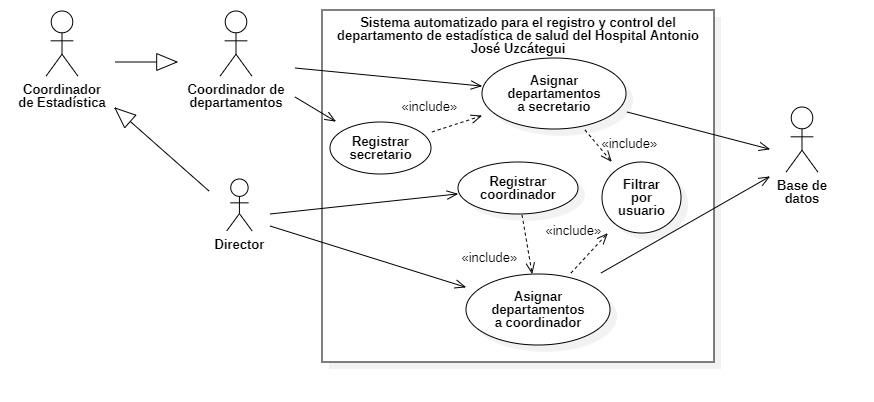 Sistema automatizado para el registro y control del
departamento de estadística de salud del Hospital Antonio
José Uzcátegui
Coordinador
de Estadística
Coordinador de
departamentos
Asignar
departamentos
a secretario
«include»
Registrar
secretario
«include»
Registrar
coordinador
Filtrar
por
usuario
Base de
datos
Director
«include»
«include»
Asignar
departamentos
a coordinador